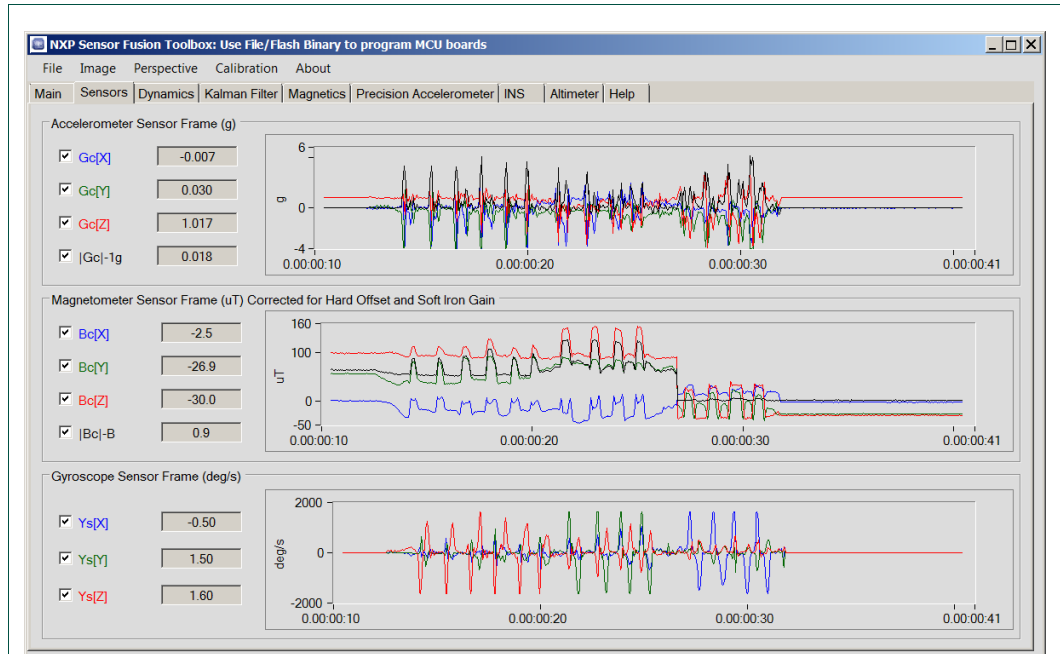 NXP Sensor Fusion Toolbox: Use File/Flash Binary to program MCU boards
File Image Perspective Calibration About
Main Sensors Dynamics Kalman Filter Magnetics Precision Accelerometer INS Altimeter Help
Accelerometer Sensor Frame (g)
Gc[X] -0.007
Gc[Y] 0.030
Gc[Z] 1.017
|Gc|-1g 0.018
g
6
0
-4
0.00:00:10 0.00:00:20 0.00:00:30 0.00:00:41
Magnetometer Sensor Frame (uT) Corrected for Hard Offset and Soft Iron Gain
Bc[X] -2.5
Bc[Y] -26.9
Bc[Z] -30.0
|Bc|-B 0.9
uT
160
100
0
-50
0.00:00:10 0.00:00:20 0.00:00:30 0.00:00:41
Gyroscope Sensor Frame (deg/s)
Ys[X] -0.50
Ys[Y] 1.50
Ys[Z] 1.60
deg/s
2000
0
-2000
0.00:00:10 0.00:00:20 0.00:00:30 0.00:00:41